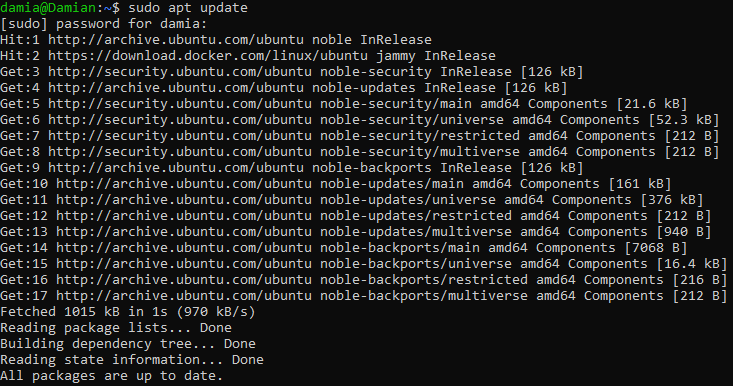 damia@Damian:~$ sudo apt update
[sudo] password for damia:
Hit:1 http://archive.ubuntu.com/ubuntu noble InRelease
Hit:2 https://download.docker.com/linux/ubuntu jammy InRelease
Get:3 http://security.ubuntu.com/ubuntu noble-security InRelease [126 kB]
Get:4 http://archive.ubuntu.com/ubuntu noble-updates InRelease [126 kB]
Get:5 http://security.ubuntu.com/ubuntu noble-security/main amd64 Components [21.6 kB]
Get:6 http://security.ubuntu.com/ubuntu noble-security/universe amd64 Components [52.3 kB]
Get:7 http://security.ubuntu.com/ubuntu noble-security/restricted amd64 Components [212 B]
Get:8 http://security.ubuntu.com/ubuntu noble-security/multiverse amd64 Components [212 B]
Get:9 http://archive.ubuntu.com/ubuntu noble-backports InRelease [126 kB]
Get:10 http://archive.ubuntu.com/ubuntu noble-updates/main amd64 Components [161 kB]
Get:11 http://archive.ubuntu.com/ubuntu noble-updates/universe amd64 Components [376 kB]
Get:12 http://archive.ubuntu.com/ubuntu noble-updates/restricted amd64 Components [212 B]
Get:13 http://archive.ubuntu.com/ubuntu noble-updates/multiverse amd64 Components [940 B]
Get:14 http://archive.ubuntu.com/ubuntu noble-backports/main amd64 Components [7068 B]
Get:15 http://archive.ubuntu.com/ubuntu noble-backports/universe amd64 Components [16.4 kB]
Get:16 http://archive.ubuntu.com/ubuntu noble-backports/restricted amd64 Components [216 B]
Get:17 http://archive.ubuntu.com/ubuntu noble-backports/multiverse amd64 Components [212 B]
Fetched 1015 kB in 1s (970 kB/s)
Reading package lists... Done
Building dependency tree... Done
Reading state information... Done
All packages are up to date.